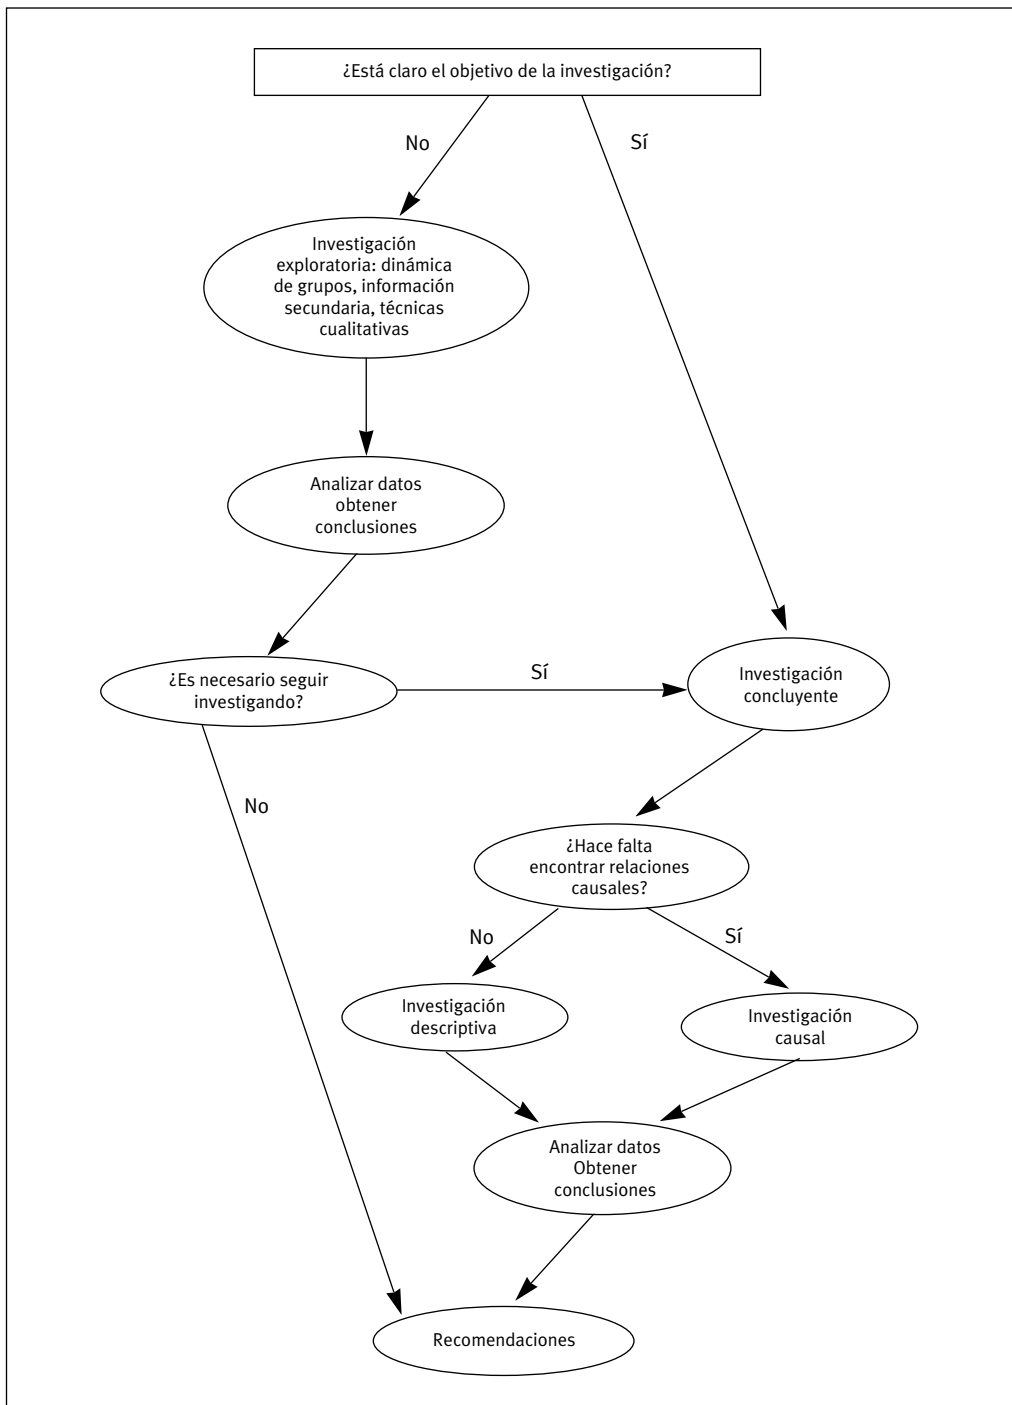 ¿Está claro el objetivo de la investigación?
No
Sí
Investigación
exploratoria: dinámica
de grupos, información
secundaria, técnicas
cualitativas
Analizar datos
obtener
conclusiones
¿Es necesario seguir
investigando?
Sí
Investigación
concluyente
No
¿Hace falta
encontrar relaciones
causales?
No
Sí
Investigación
descriptiva
Investigación
causal
Analizar datos
Obtener
conclusiones
Recomendaciones